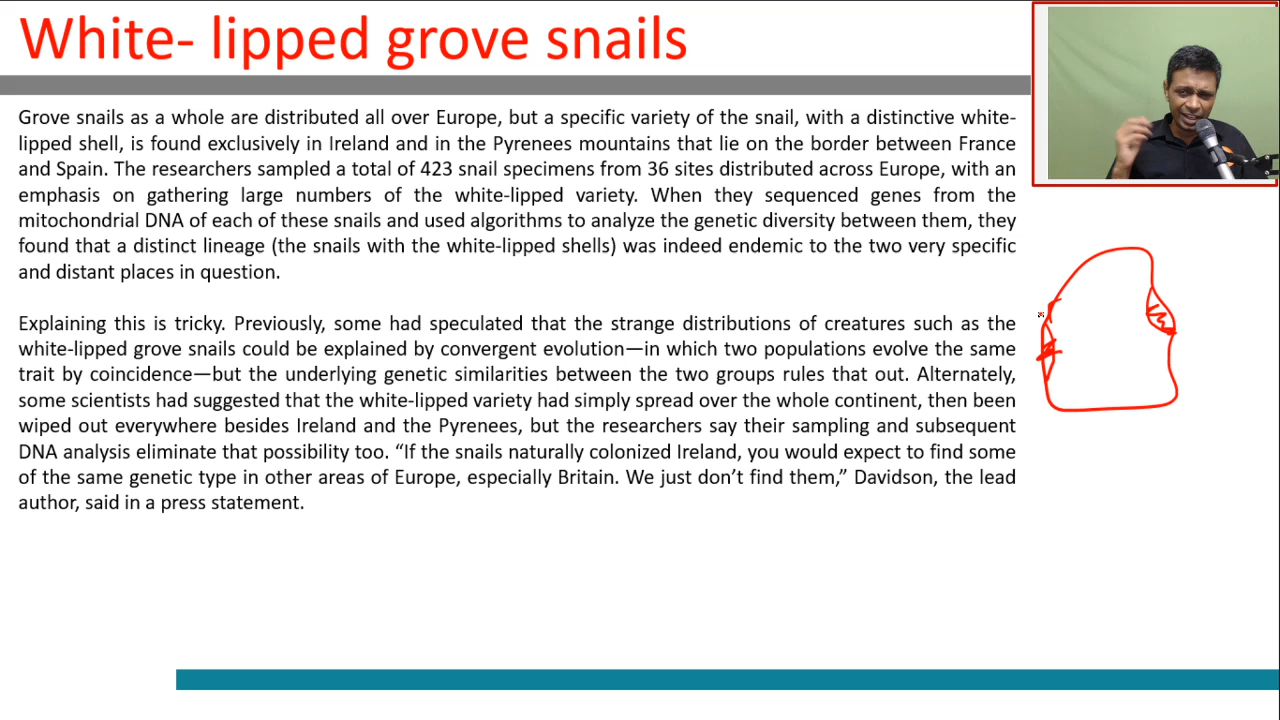 White- lipped grove snails
Grove snails as a whole are distributed all over Europe, but a specific variety of the snail, with a distinctive white-
lipped shell, is found exclusively in Ireland and in the Pyrenees mountains that lie on the border between France
and Spain. The researchers sampled a total of 423 snail specimens from 36 sites distributed across Europe, with an
emphasis on gathering large numbers of the white-lipped variety. When they sequenced genes from the
mitochondrial DNA of each of these snails and used algorithms to analyze the genetic diversity between them, they
found that a distinct lineage (the snails with the white-lipped shells) was indeed endemic to the two very specific
and distant places in question.
Explaining this is tricky. Previously, some had speculated that the strange distributions of creatures such as the
white-lipped grove snails could be explained by convergent evolution—in which two populations evolve the same
trait by coincidence—but the underlying genetic similarities between the two groups rules that out. Alternately,
some scientists had suggested that the white-lipped variety had simply spread over the whole continent, then been
wiped out everywhere besides Ireland and the Pyrenees, but the researchers say their sampling and subsequent
DNA analysis eliminate that possibility too. “If the snails naturally colonized Ireland, you would expect to find some
of the same genetic type in other areas of Europe, especially Britain. We just don’t find them,” Davidson, the lead
author, said in a press statement.